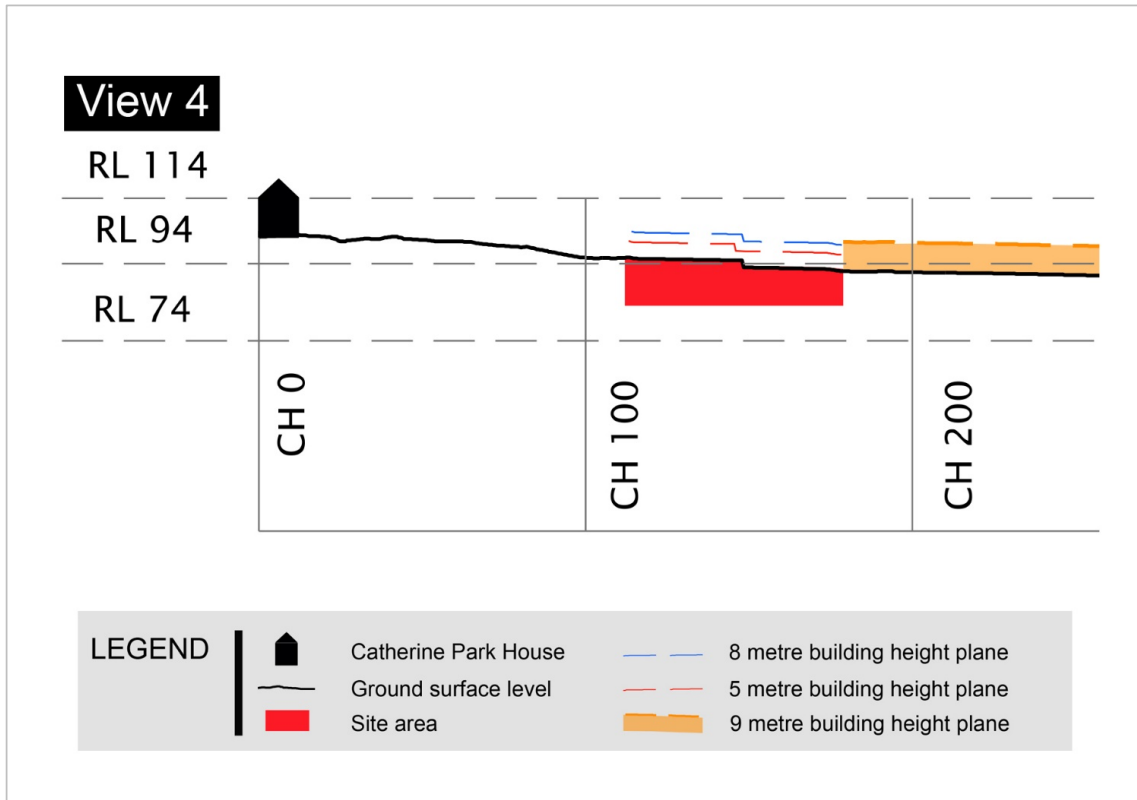 View 4
RL 114
RL 94
RL 74
CH 0
CH 100
CH 200
LEGEND
Catherine Park House
Ground surface level
Site area
8 metre building height plane
5 metre building height plane
9 metre building height plane